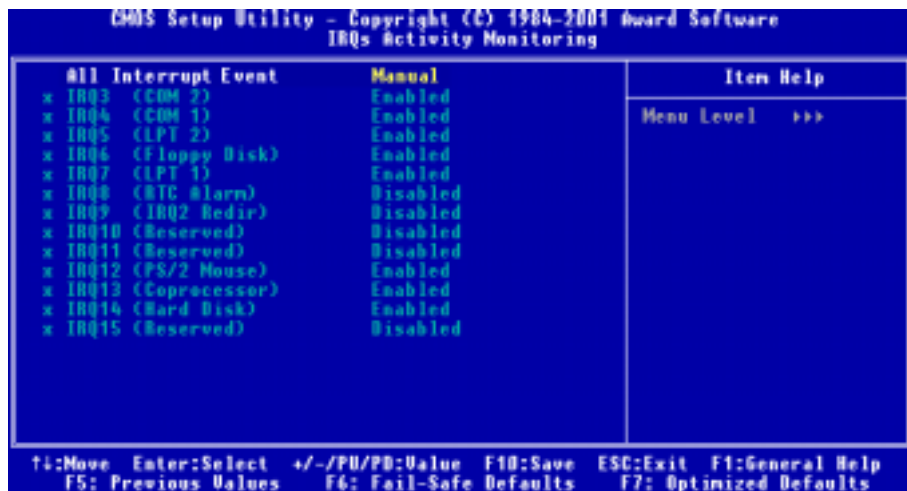 CMOS Setup Utility - Copyright (C) 1984-2001 Award Software
IRQs Activity Monitoring
All Interrupt Event Manual
x IRQ3 (COM 2) Enabled
x IRQ4 (COM 1) Enabled
x IRQ5 (LPT 2) Enabled
x IRQ6 (Floppy Disk) Enabled
x IRQ7 (LPT 1) Enabled
x IRQ8 (RTC Alarm) Disabled
x IRQ9 (IRQ2 Redir) Disabled
x IRQ10 (Reserved) Disabled
x IRQ11 (Reserved) Disabled
x IRQ12 (PS/2 Mouse) Enabled
x IRQ13 (Coprocessor) Enabled
x IRQ14 (Hard Disk) Enabled
x IRQ15 (Reserved) Disabled
Item Help
Menu Level ▸▸▸
↑↓:Move Enter:Select +/-/PU/PD:Value F10:Save ESC:Exit F1:General Help
F5: Previous Values F6: Fail-Safe Defaults F7: Optimized Defaults